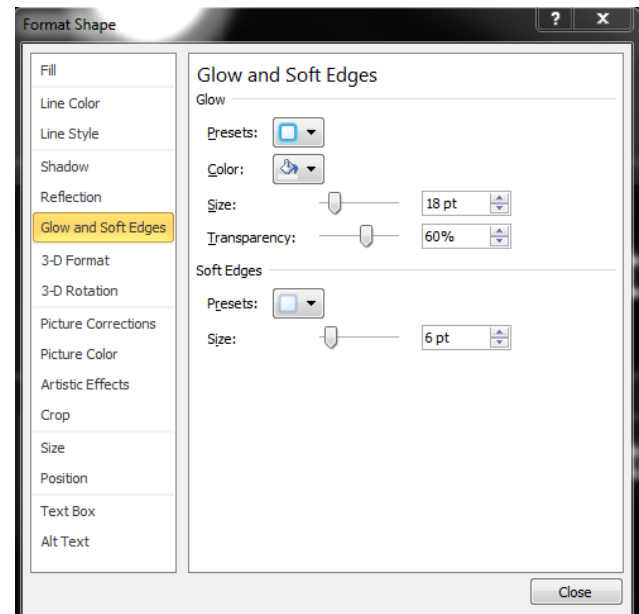 Format Shape
? X
Fill
Line Color
Line Style
Shadow
Reflection
Glow and Soft Edges
3-D Format
3-D Rotation
Picture Corrections
Picture Color
Artistic Effects
Crop
Size
Position
Text Box
Alt Text
Glow and Soft Edges
Glow
Presets:
Color:
Size: 18 pt
Transparency: 60%
Soft Edges
Presets:
Size: 6 pt
Close